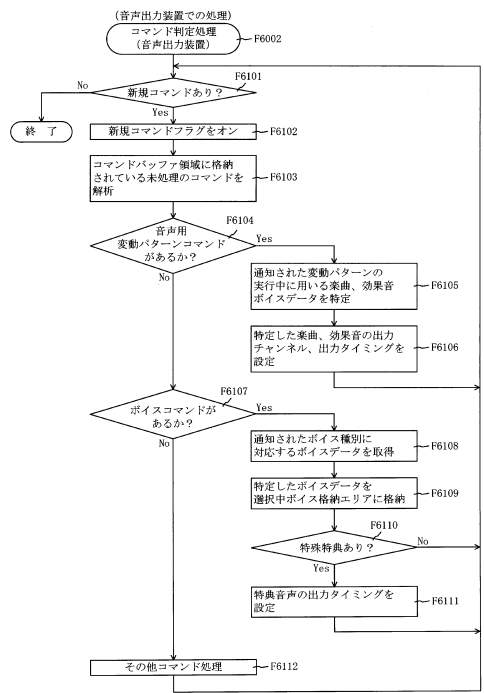 (音声出力装置での処理)
コマンド判定処理
(音声出力装置)
F6002
新規コマンドあり？
F6101
No
Yes
終　了
新規コマンドフラグをオン
F6102
コマンドバッファ領域に格納
されている未処理のコマンドを
解析
F6103
音声用
変動パターンコマンド
があるか？
F6104
Yes
No
通知された変動パターンの
実行中に用いる楽曲、効果音
ボイスデータを特定
F6105
特定した楽曲、効果音の出力
チャンネル、出力タイミングを
設定
F6106
ボイスコマンドが
あるか？
F6107
Yes
No
通知されたボイス種別に
対応するボイスデータを取得
F6108
特定したボイスデータを
選択中ボイス格納エリアに格納
F6109
特殊特典あり？
F6110
No
Yes
特典音声の出力タイミングを
設定
F6111
その他コマンド処理
F6112